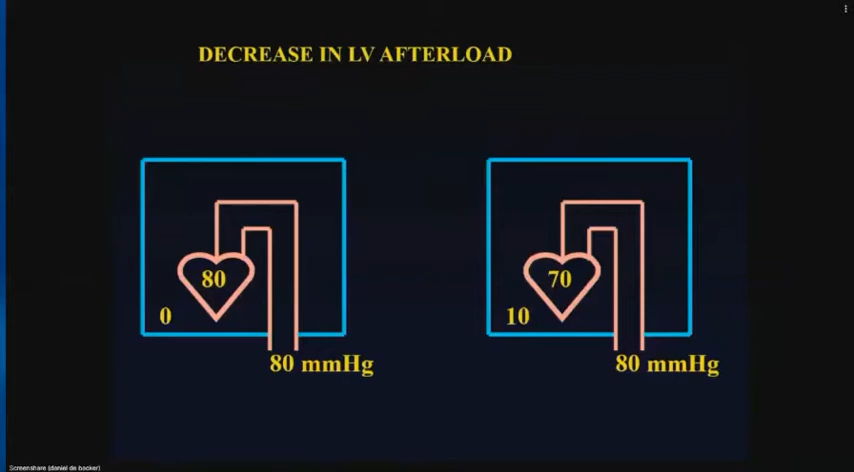 DECREASE IN LV AFTERLOAD
80
0
80 mmHg
70
10
80 mmHg
Screenshare (daniel de backer)